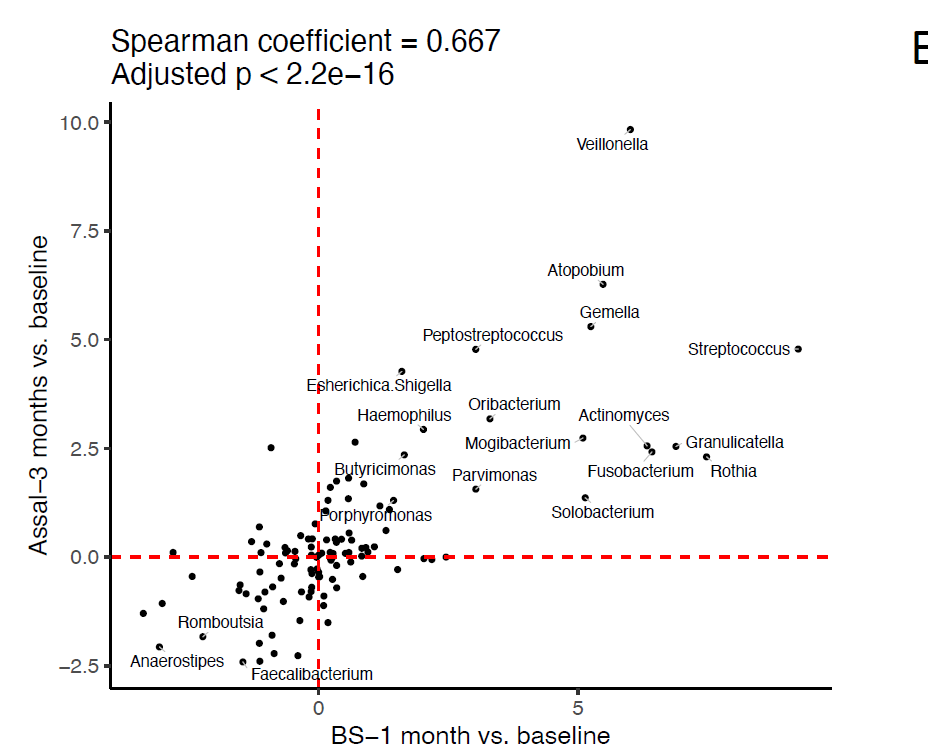 Spearman coefficient = 0.667
Adjusted p < 2.2e−16
10.0
Veillonella
7.5
Atopobium
Gemella
5.0
Peptostreptococcus
Streptococcus
Esherichica.Shigella
Oribacterium
Haemophilus
Actinomyces
2.5
Mogibacterium
Granulicatella
Butyricimonas
Parvimonas
Fusobacterium
Rothia
Porphyromonas
Solobacterium
0.0
Romboutsia
Anaerostipes
−2.5
Faecalibacterium
0
5
BS−1 month vs. baseline
Assal−3 months vs. baseline